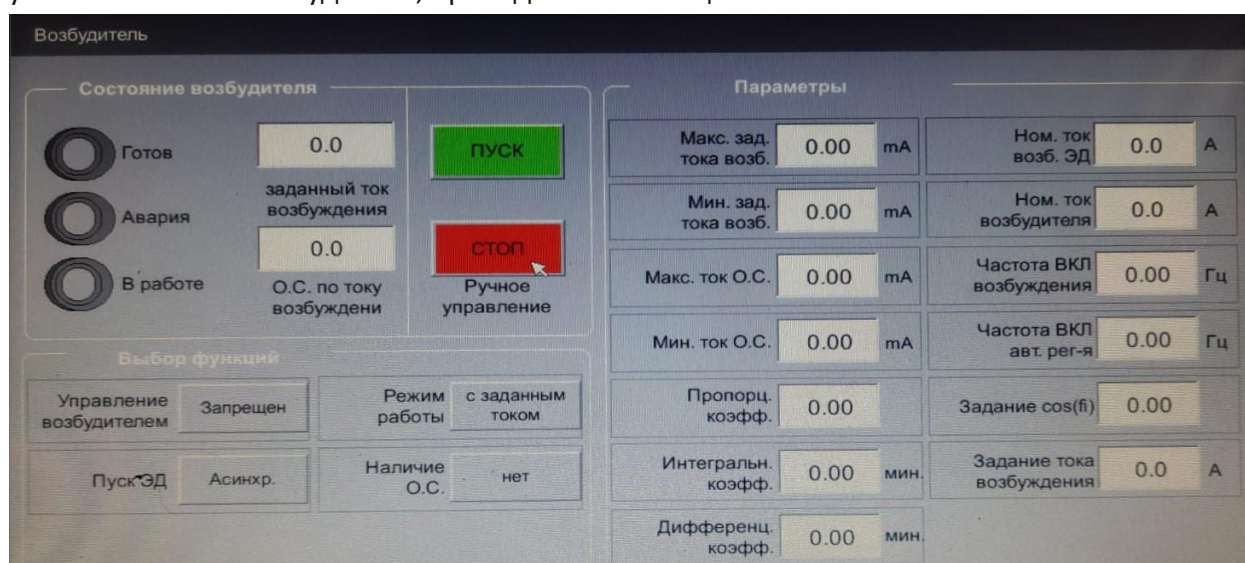 Возбудитель
Состояние возбудителя
Готов
Авария
В работе
0.0
заданный ток
возбуждения
0.0
О.С. по току
возбуждени
ПУСК
СТОП
Ручное
управление
Выбор функций
Управление
возбудителем
Запрещен
Режим
работы
с заданным
током
Пуск ЭД
Асинхр.
Наличие
О.С.
нет
Параметры
Макс. зад.
тока возб.
0.00
mA
Мин. зад.
тока возб.
0.00
mA
Макс. ток О.С.
0.00
mA
Мин. ток О.С.
0.00
mA
Пропорц.
коэфф.
0.00
Интегральн.
коэфф.
0.00
мин.
Дифференц.
коэфф.
0.00
мин.
Ном. ток
возб. ЭД
0.0
А
Ном. ток
возбудителя
0.0
А
Частота ВКЛ
возбуждения
0.00
Гц
Частота ВКЛ
авт. рег-я
0.00
Гц
Задание cos(fi)
0.00
Задание тока
возбуждения
0.0
А